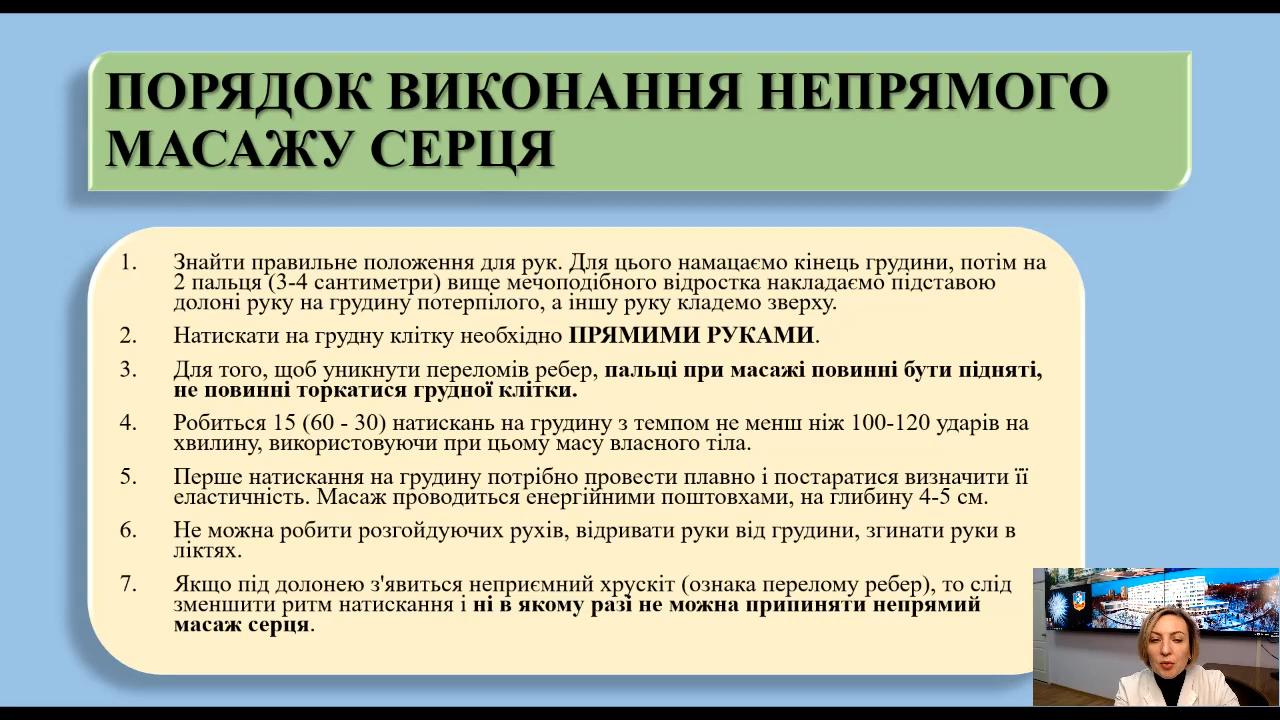 ПОРЯДОК ВИКОНАННЯ НЕПРЯМОГО
МАСАЖУ СЕРЦЯ
1. Знайти правильне положення для рук. Для цього намацаємо кінець грудини, потім на
2 пальця (3-4 сантиметри) вище мечоподібного відростка накладаємо підставою
долоні руку на грудину потерпілого, а іншу руку кладемо зверху.
2. Натискати на грудну клітку необхідно ПРЯМИМИ РУКАМИ.
3. Для того, щоб уникнути переломів ребер, пальці при масажі повинні бути підняті,
не повинні торкатися грудної клітки.
4. Робиться 15 (60 - 30) натискань на грудину з темпом не менш ніж 100-120 ударів на
хвилину, використовуючи при цьому масу власного тіла.
5. Перше натискання на грудину потрібно провести плавно і постаратися визначити її
еластичність. Масаж проводиться енергійними поштовхами, на глибину 4-5 см.
6. Не можна робити розгойдуючих рухів, відривати руки від грудини, згинати руки в
ліктях.
7. Якщо під долонею з'явиться неприємний хрускіт (ознака перелому ребер), то слід
зменшити ритм натискання і ні в якому разі не можна припиняти непрямий
масаж серця.